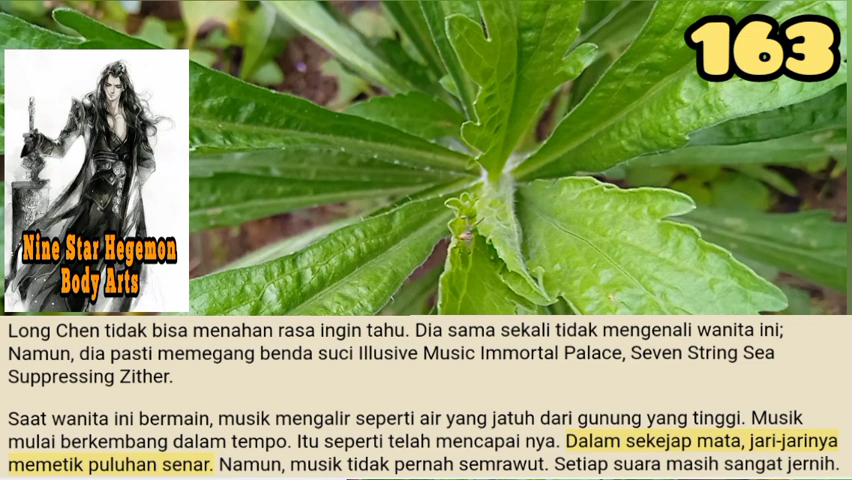 163
Nine Star Hegemon
Body Arts
Long Chen tidak bisa menahan rasa ingin tahu. Dia sama sekali tidak mengenali wanita ini;
Namun, dia pasti memegang benda suci Illusive Music Immortal Palace, Seven String Sea
Suppressing Zither.
Saat wanita ini bermain, musik mengalir seperti air yang jatuh dari gunung yang tinggi. Musik
mulai berkembang dalam tempo. Itu seperti telah mencapai nya. Dalam sekejap mata, jari-jarinya
memetik puluhan senar. Namun, musik tidak pernah semrawut. Setiap suara masih sangat jernih.